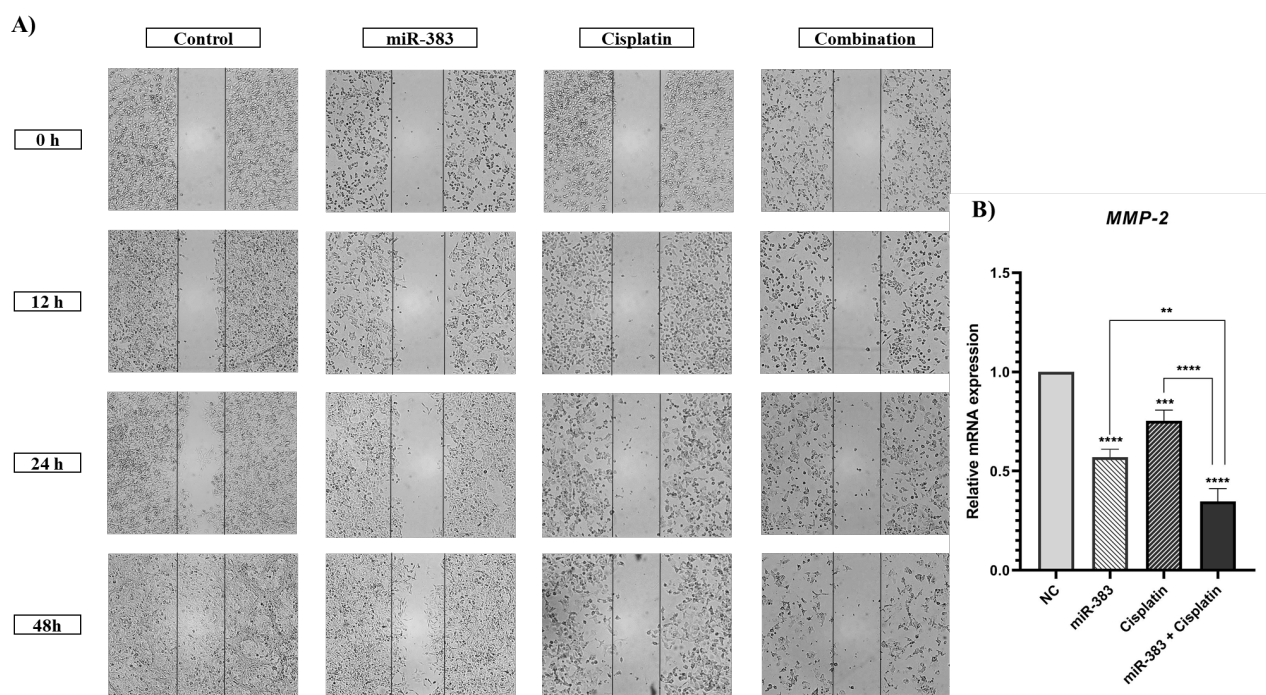 A)
Control
miR-383
Cisplatin
Combination
0 h
12 h
24 h
48h
B)
MMP-2
Relative mRNA expression
1.5
1.0
0.5
0.0
**
****
***
****
****
NC
miR-383
Cisplatin
miR-383 + Cisplatin